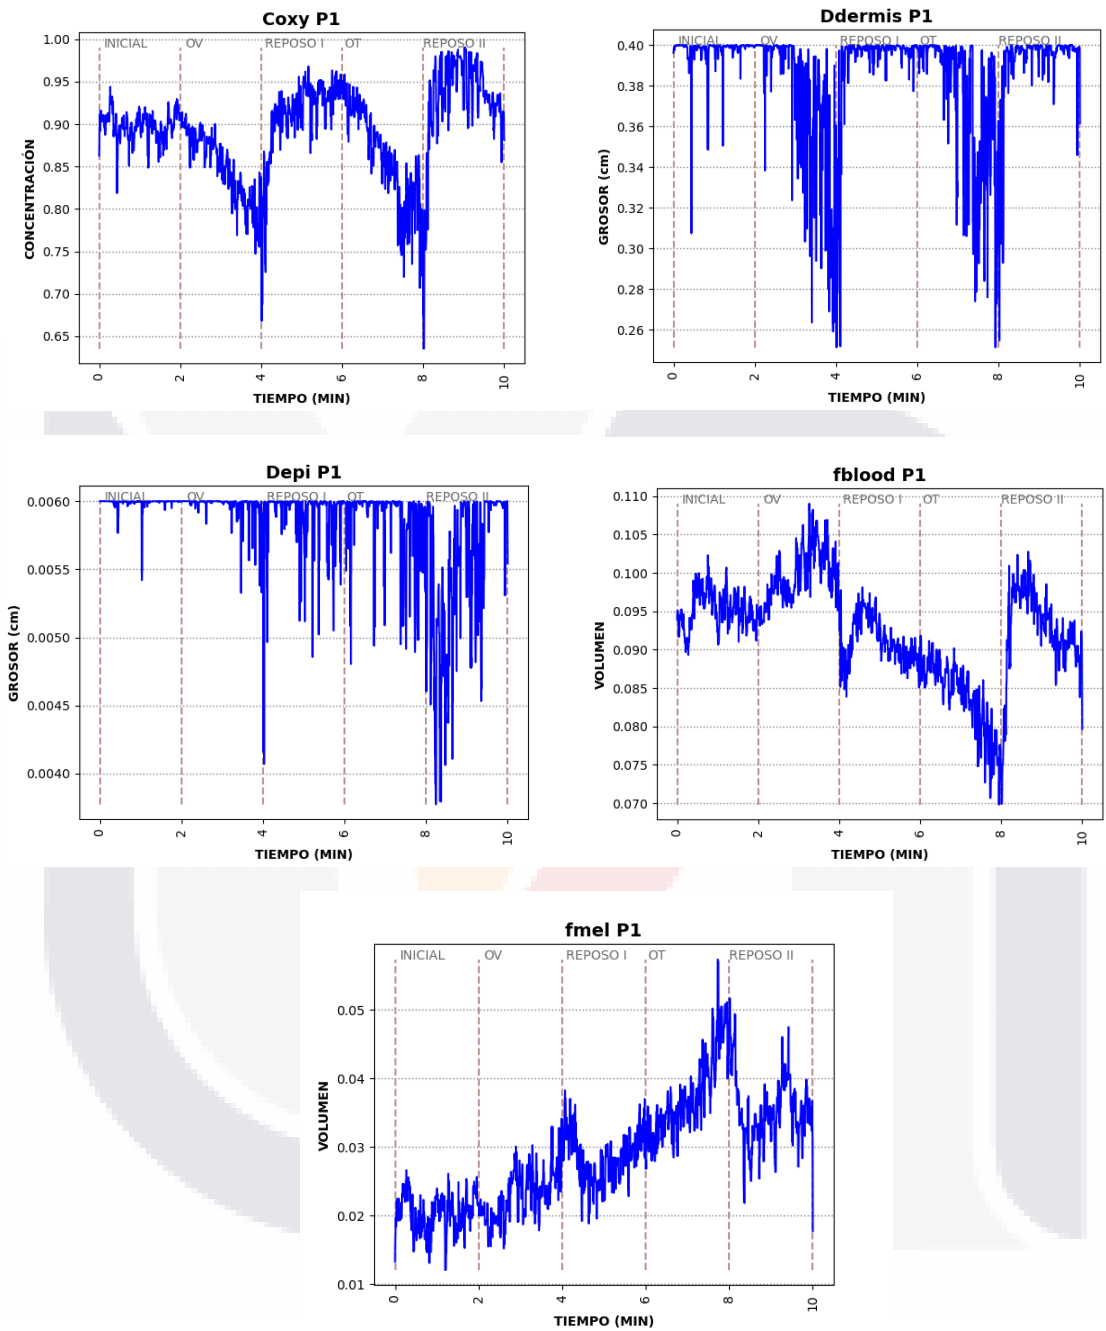 Coxy P1
INICIAL OV REPOSO I OT REPOSO II
1.00
0.95
0.90
0.85
0.80
0.75
0.70
0.65
CONCENTRACIÓN
0 2 4 6 8 10
TIEMPO (MIN)
Ddermis P1
INICIAL OV REPOSO I OT REPOSO II
0.40
0.38
0.36
0.34
0.32
0.30
0.28
0.26
GROSOR (cm)
0 2 4 6 8 10
TIEMPO (MIN)
Depi P1
INICIAL OV REPOSO I OT REPOSO II
0.0060
0.0055
0.0050
0.0045
0.0040
GROSOR (cm)
0 2 4 6 8 10
TIEMPO (MIN)
fblood P1
INICIAL OV REPOSO I OT REPOSO II
0.110
0.105
0.100
0.095
0.090
0.085
0.080
0.075
0.070
VOLUMEN
0 2 4 6 8 10
TIEMPO (MIN)
fmel P1
INICIAL OV REPOSO I OT REPOSO II
0.05
0.04
0.03
0.02
0.01
VOLUMEN
0 2 4 6 8 10
TIEMPO (MIN)